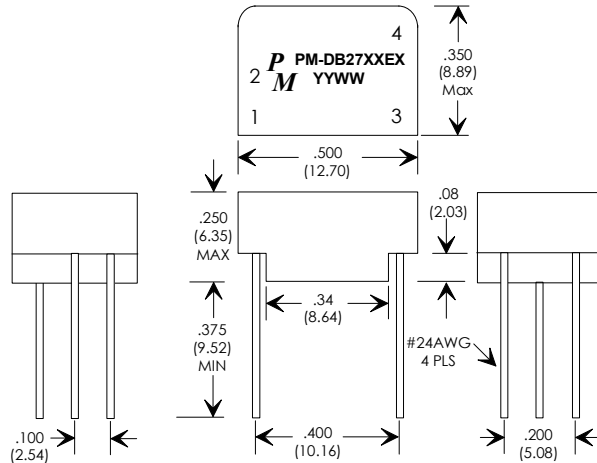 4
P
M
PM-DB27XXEX
YYWW
2
1
3
.350
(8.89)
Max
.500
(12.70)
.250
(6.35)
MAX
.08
(2.03)
.34
(8.64)
.375
(9.52)
MIN
#24AWG
4 PLS
.100
(2.54)
.400
(10.16)
.200
(5.08)